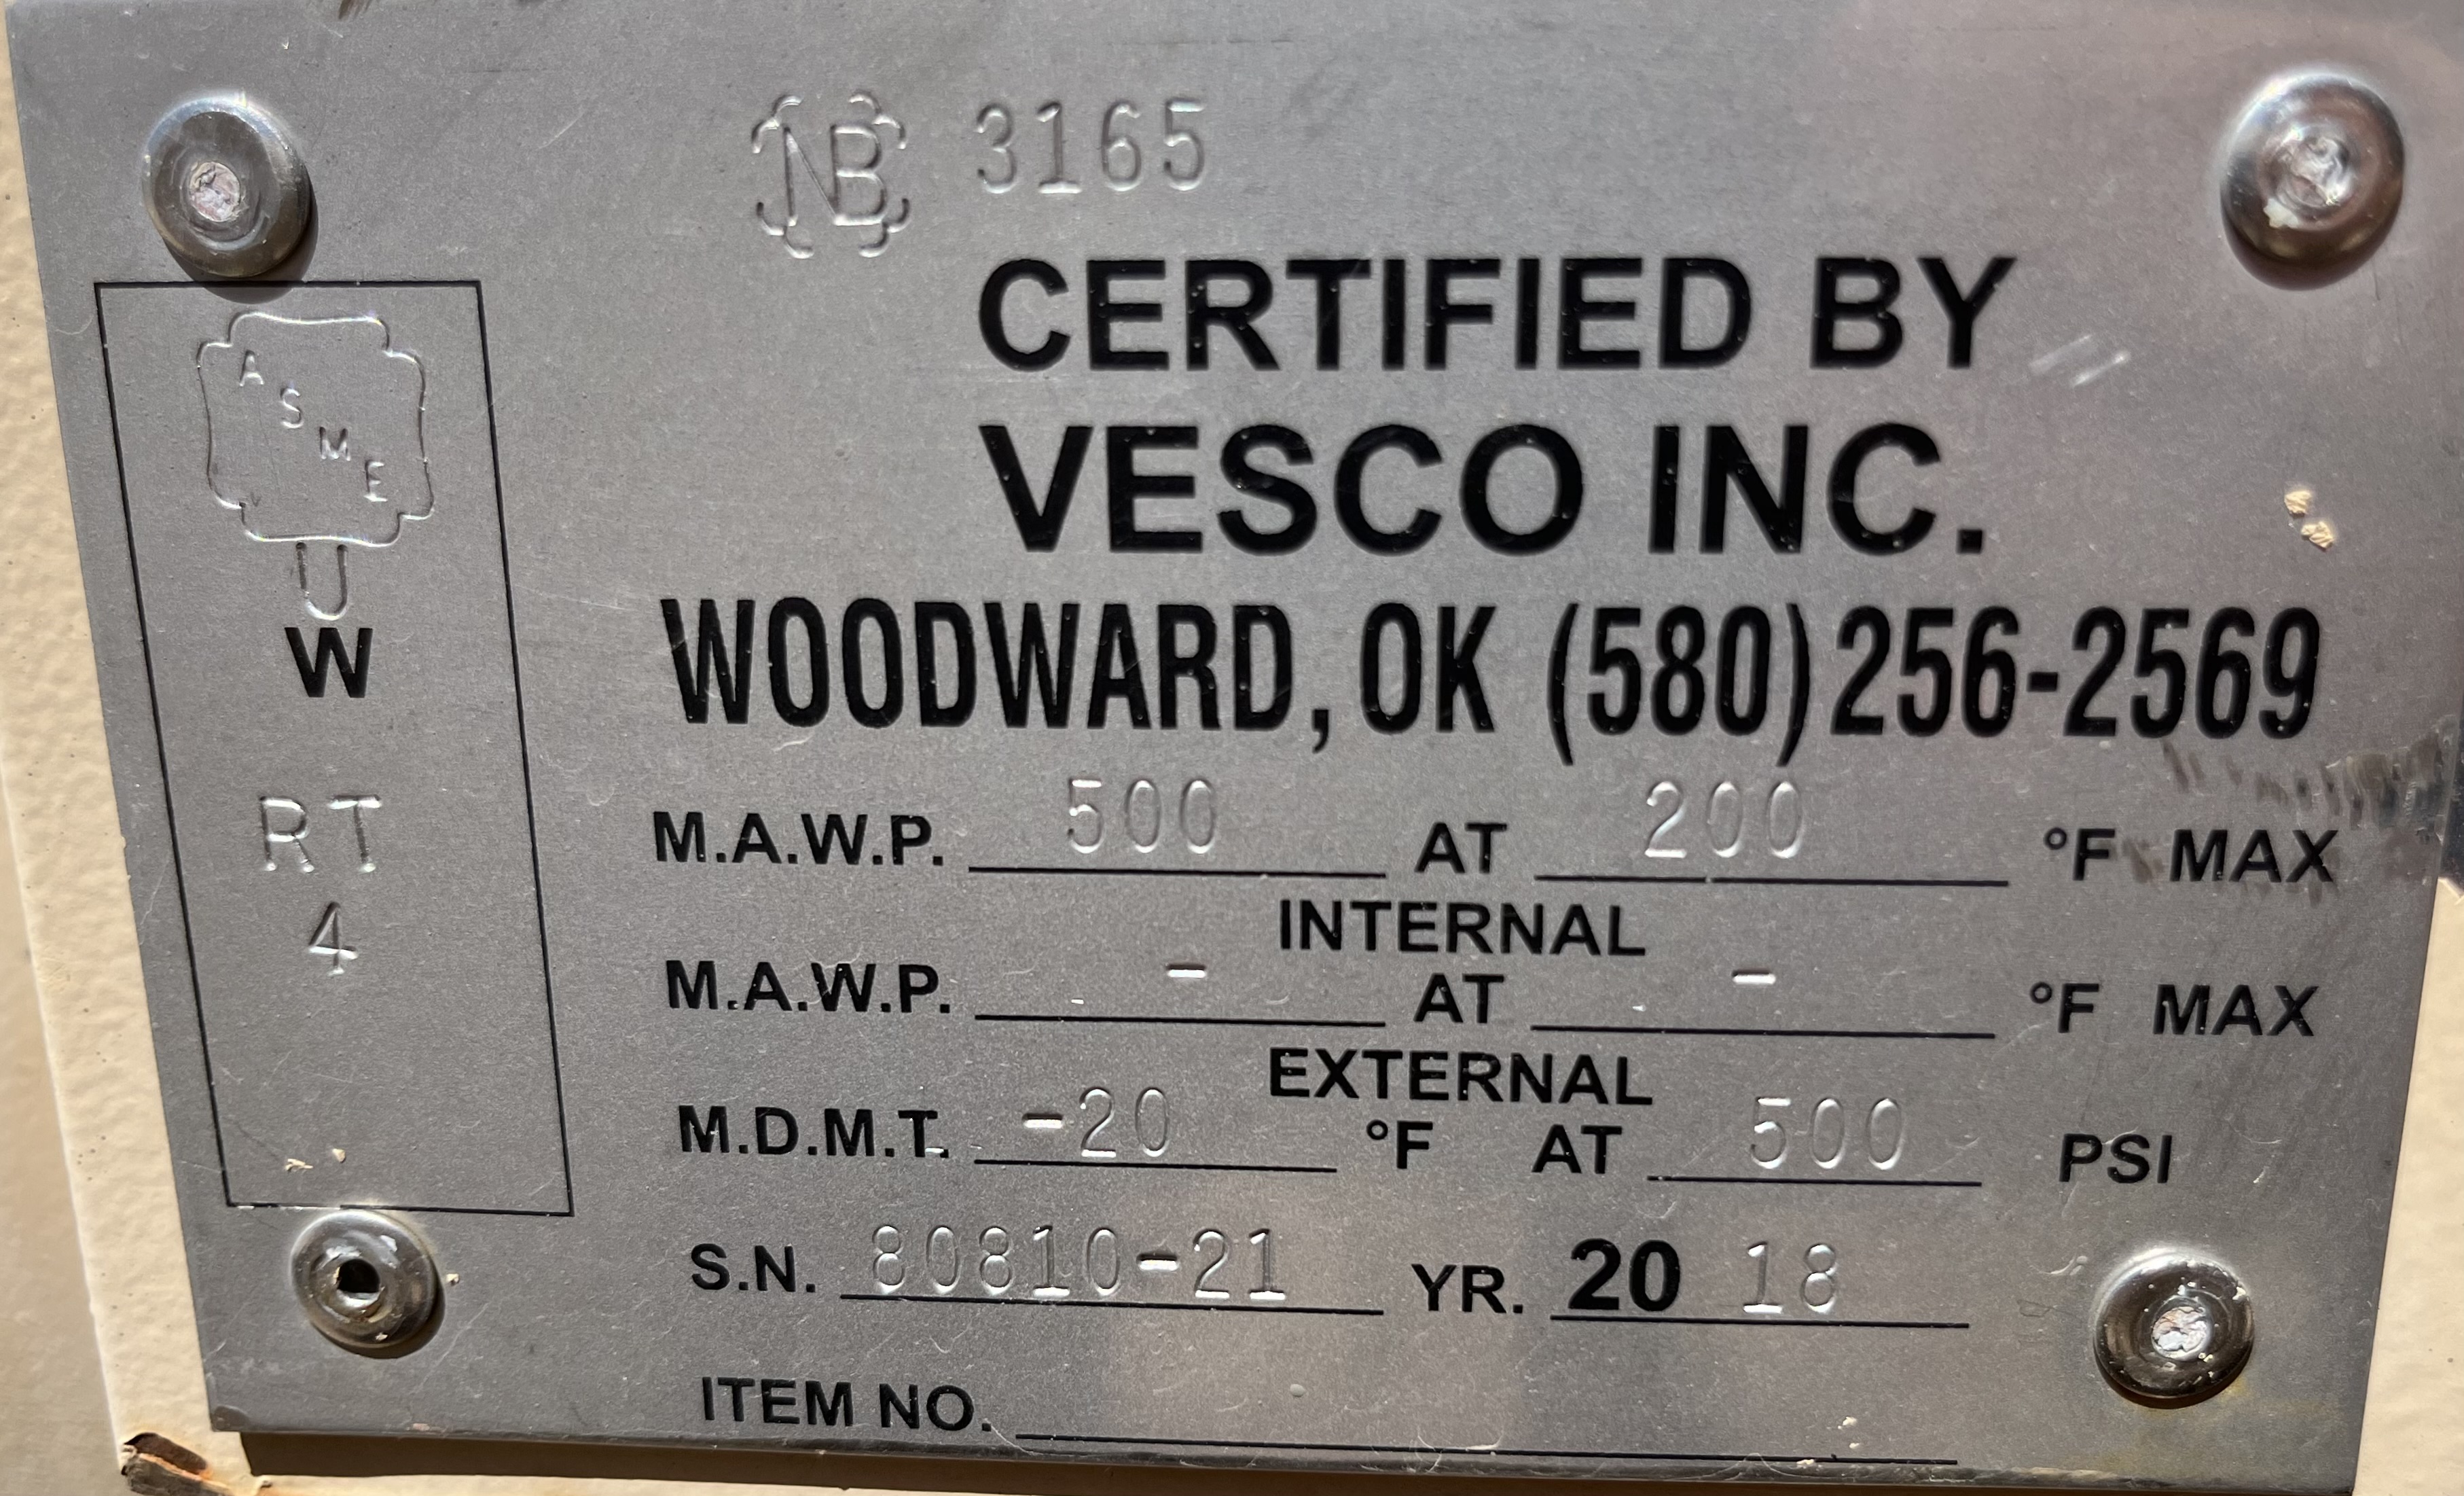 NB 3165
CERTIFIED BY
VESCO INC.
WOODWARD, OK (580)256-2569
ASME
U
W
RT
4
M.A.W.P. 500 AT 200 °F MAX
INTERNAL
M.A.W.P. - AT - °F MAX
EXTERNAL
M.D.M.T. -20 °F AT 500 PSI
S.N. 80810-21 YR. 20 18
ITEM NO.